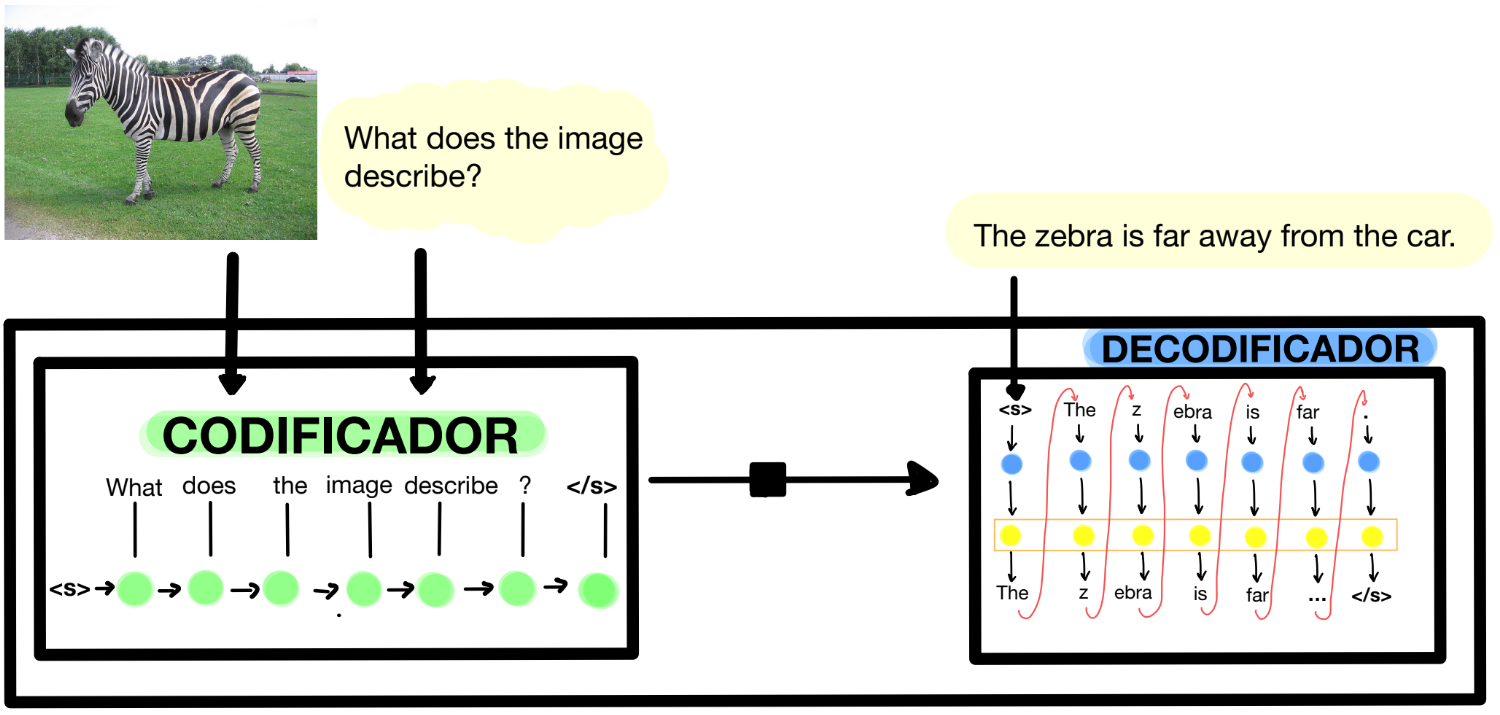 What does the image
describe?
The zebra is far away from the car.
DECODIFICADOR
CODIFICADOR
What does the image describe ? </s>
<s>
<s> The z ebra is far .
The z ebra is far ... </s>